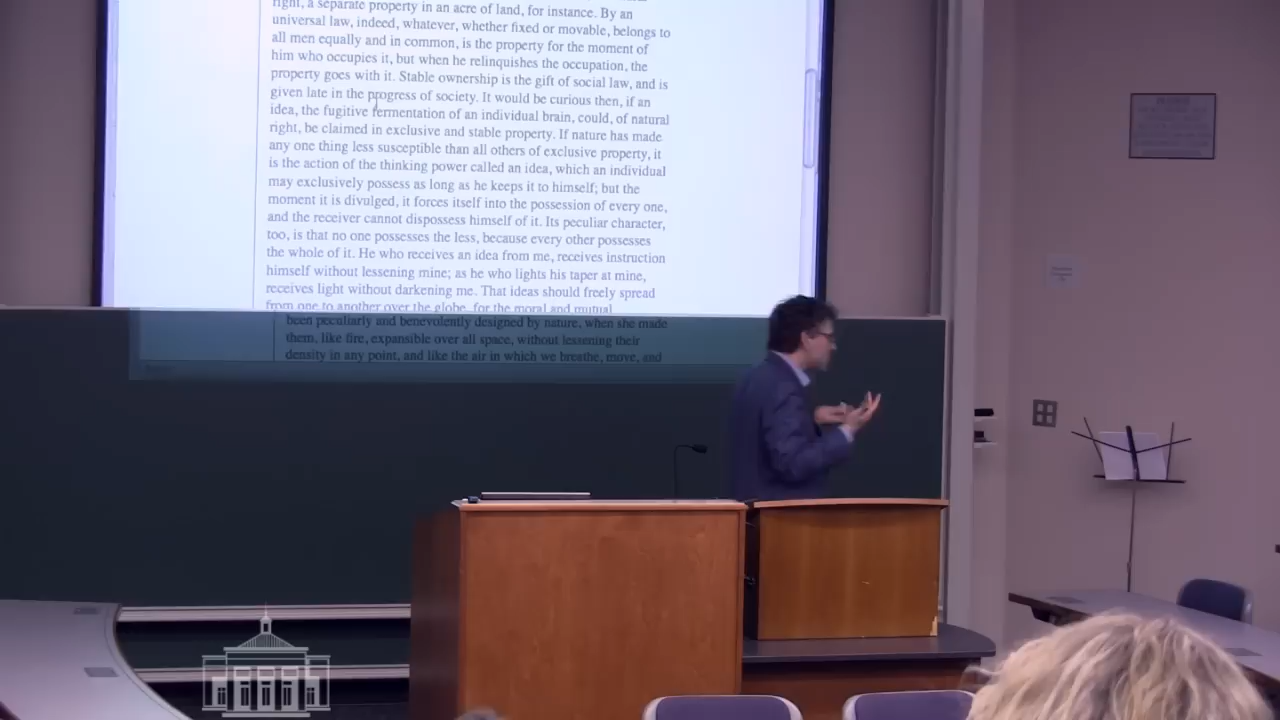 right, a separate property in an acre of land, for instance. By an
universal law, indeed, whatever, whether fixed or movable, belongs to
all men equally and in common, is the property for the moment of
him who occupies it, but when he relinquishes the occupation, the
property goes with it. Stable ownership is the gift of social law, and is
given late in the progress of society. It would be curious then, if an
idea, the fugitive fermentation of an individual brain, could, of natural
right, be claimed in exclusive and stable property. If nature has made
any one thing less susceptible than all others of exclusive property, it
is the action of the thinking power called an idea, which an individual
may exclusively possess as long as he keeps it to himself; but the
moment it is divulged, it forces itself into the possession of every one,
and the receiver cannot dispossess himself of it. Its peculiar character,
too, is that no one possesses the less, because every other possesses
the whole of it. He who receives an idea from me, receives instruction
himself without lessening mine; as he who lights his taper at mine,
receives light without darkening me. That ideas should freely spread
from one to another over the globe, for the moral and mutual
been peculiarly and benevolently designed by nature, when she made
them, like fire, expansible over all space, without lessening their
density in any point, and like the air in which we breathe, move, and